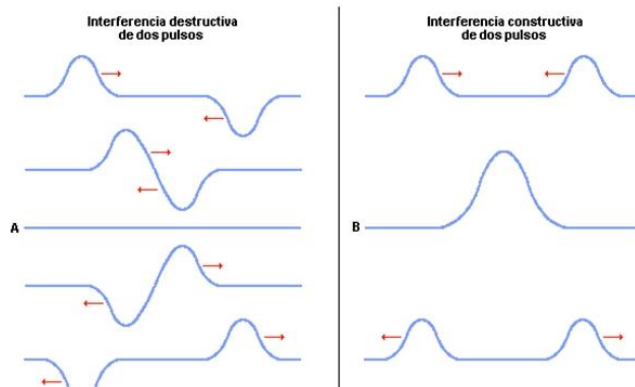 Interferencia destructiva
de dos pulsos
A
Interferencia constructiva
de dos pulsos
B